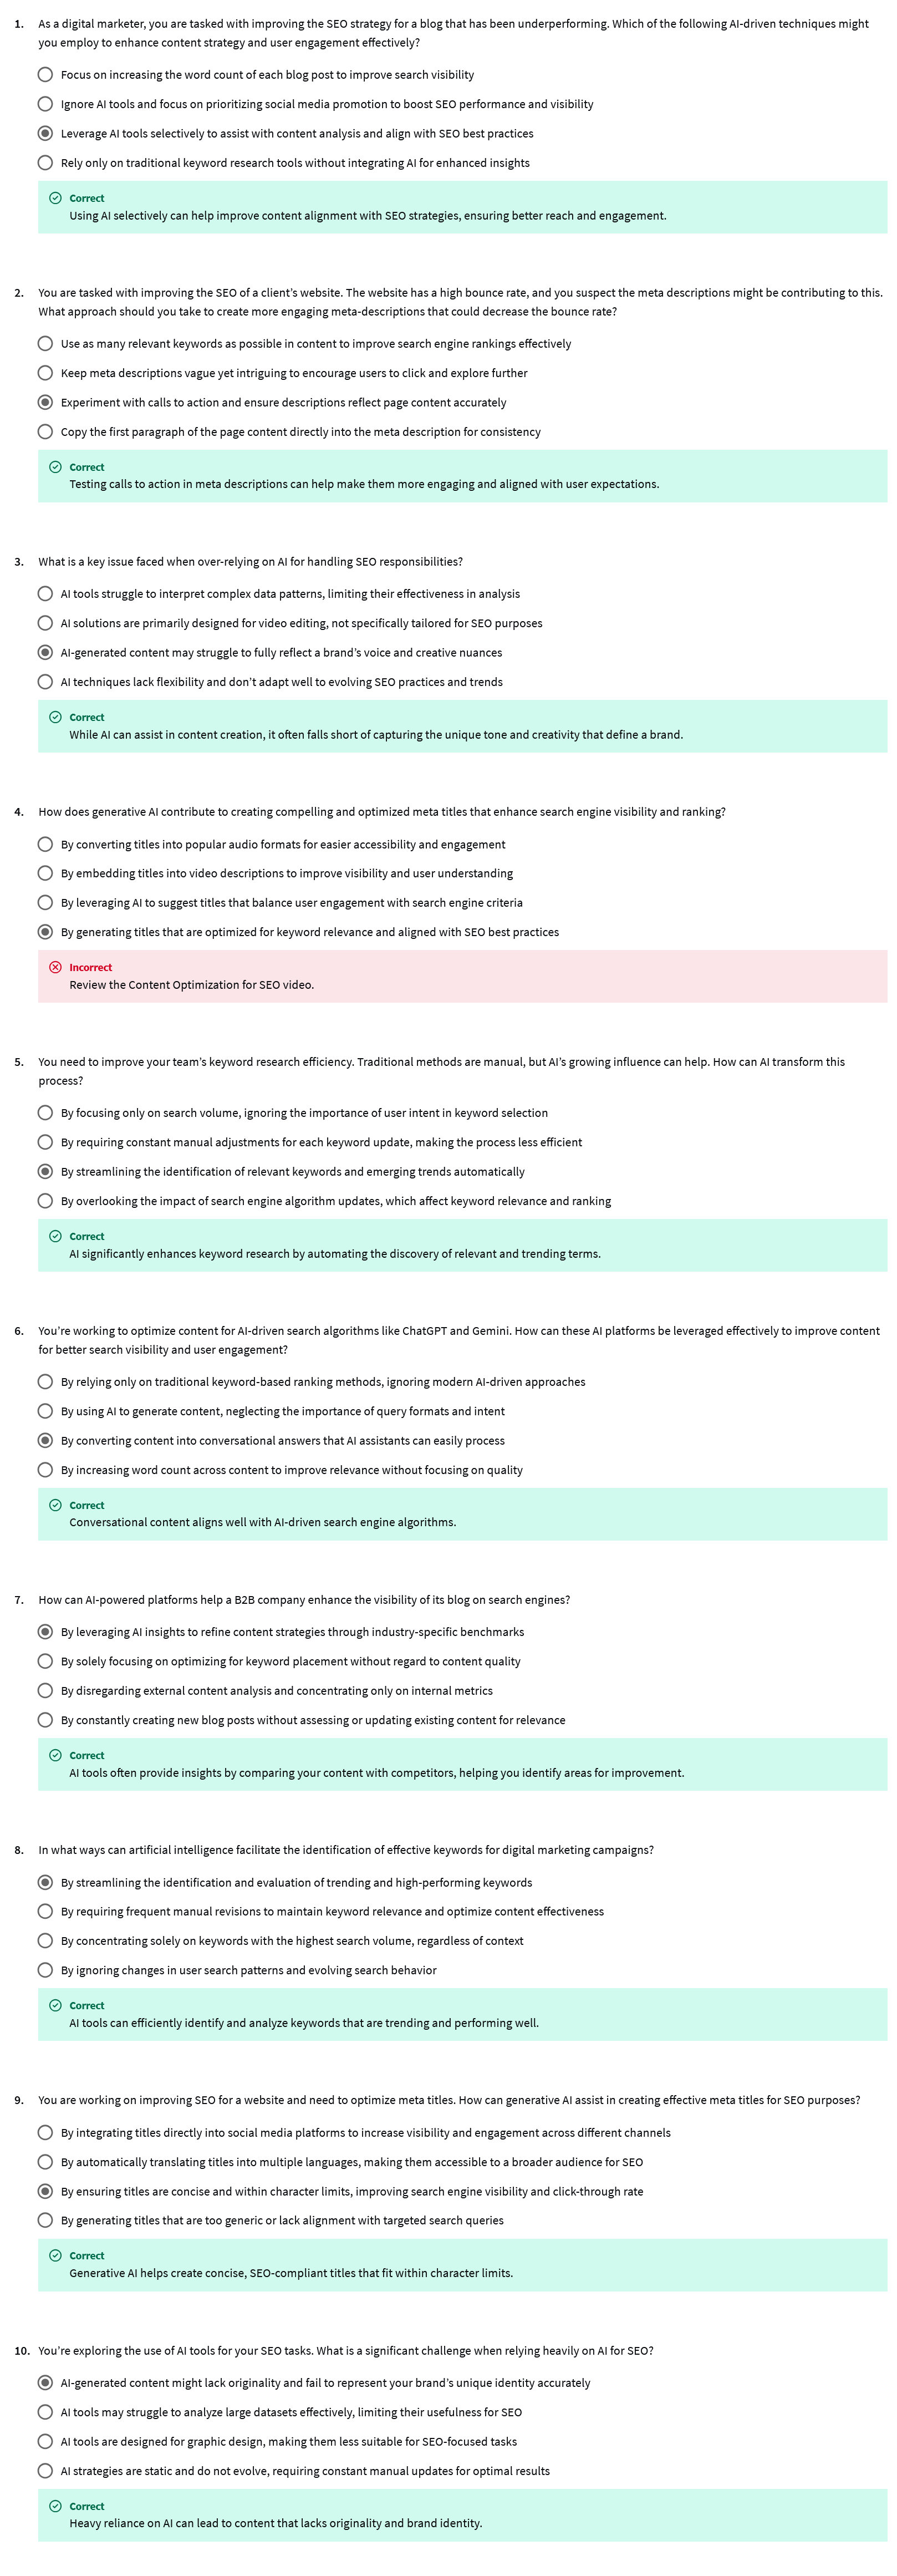 1. As a digital marketer, you are tasked with improving the SEO strategy for a blog that has been underperforming. Which of the following AI-driven techniques might
you employ to enhance content strategy and user engagement effectively?
Focus on increasing the word count of each blog post to improve search visibility
Ignore AI tools and focus on prioritizing social media promotion to boost SEO performance and visibility
Leverage AI tools selectively to assist with content analysis and align with SEO best practices
Rely only on traditional keyword research tools without integrating AI for enhanced insights
Correct
Using AI selectively can help improve content alignment with SEO strategies, ensuring better reach and engagement.
2. You are tasked with improving the SEO of a client’s website. The website has a high bounce rate, and you suspect the meta descriptions might be contributing to this.
What approach should you take to create more engaging meta-descriptions that could decrease the bounce rate?
Use as many relevant keywords as possible in content to improve search engine rankings effectively
Keep meta descriptions vague yet intriguing to encourage users to click and explore further
Experiment with calls to action and ensure descriptions reflect page content accurately
Copy the first paragraph of the page content directly into the meta description for consistency
Correct
Testing calls to action in meta descriptions can help make them more engaging and aligned with user expectations.
3. What is a key issue faced when over-relying on AI for handling SEO responsibilities?
AI tools struggle to interpret complex data patterns, limiting their effectiveness in analysis
AI solutions are primarily designed for video editing, not specifically tailored for SEO purposes
AI-generated content may struggle to fully reflect a brand’s voice and creative nuances
AI techniques lack flexibility and don’t adapt well to evolving SEO practices and trends
Correct
While AI can assist in content creation, it often falls short of capturing the unique tone and creativity that define a brand.
4. How does generative AI contribute to creating compelling and optimized meta titles that enhance search engine visibility and ranking?
By converting titles into popular audio formats for easier accessibility and engagement
By embedding titles into video descriptions to improve visibility and user understanding
By leveraging AI to suggest titles that balance user engagement with search engine criteria
By generating titles that are optimized for keyword relevance and aligned with SEO best practices
Incorrect
Review the Content Optimization for SEO video.
5. You need to improve your team’s keyword research efficiency. Traditional methods are manual, but AI’s growing influence can help. How can AI transform this
process?
By focusing only on search volume, ignoring the importance of user intent in keyword selection
By requiring constant manual adjustments for each keyword update, making the process less efficient
By streamlining the identification of relevant keywords and emerging trends automatically
By overlooking the impact of search engine algorithm updates, which affect keyword relevance and ranking
Correct
AI significantly enhances keyword research by automating the discovery of relevant and trending terms.
6. You’re working to optimize content for AI-driven search algorithms like ChatGPT and Gemini. How can these AI platforms be leveraged effectively to improve content
for better search visibility and user engagement?
By relying only on traditional keyword-based ranking methods, ignoring modern AI-driven approaches
By using AI to generate content, neglecting the importance of query formats and intent
By converting content into conversational answers that AI assistants can easily process
By increasing word count across content to improve relevance without focusing on quality
Correct
Conversational content aligns well with AI-driven search engine algorithms.
7. How can AI-powered platforms help a B2B company enhance the visibility of its blog on search engines?
By leveraging AI insights to refine content strategies through industry-specific benchmarks
By solely focusing on optimizing for keyword placement without regard to content quality
By disregarding external content analysis and concentrating only on internal metrics
By constantly creating new blog posts without assessing or updating existing content for relevance
Correct
AI tools often provide insights by comparing your content with competitors, helping you identify areas for improvement.
8. In what ways can artificial intelligence facilitate the identification of effective keywords for digital marketing campaigns?
By streamlining the identification and evaluation of trending and high-performing keywords
By requiring frequent manual revisions to maintain keyword relevance and optimize content effectiveness
By concentrating solely on keywords with the highest search volume, regardless of context
By ignoring changes in user search patterns and evolving search behavior
Correct
AI tools can efficiently identify and analyze keywords that are trending and performing well.
9. You are working on improving SEO for a website and need to optimize meta titles. How can generative AI assist in creating effective meta titles for SEO purposes?
By integrating titles directly into social media platforms to increase visibility and engagement across different channels
By automatically translating titles into multiple languages, making them accessible to a broader audience for SEO
By ensuring titles are concise and within character limits, improving search engine visibility and click-through rate
By generating titles that are too generic or lack alignment with targeted search queries
Correct
Generative AI helps create concise, SEO-compliant titles that fit within character limits.
10. You’re exploring the use of AI tools for your SEO tasks. What is a significant challenge when relying heavily on AI for SEO?
AI-generated content might lack originality and fail to represent your brand’s unique identity accurately
AI tools may struggle to analyze large datasets effectively, limiting their usefulness for SEO
AI tools are designed for graphic design, making them less suitable for SEO-focused tasks
AI strategies are static and do not evolve, requiring constant manual updates for optimal results
Correct
Heavy reliance on AI can lead to content that lacks originality and brand identity.